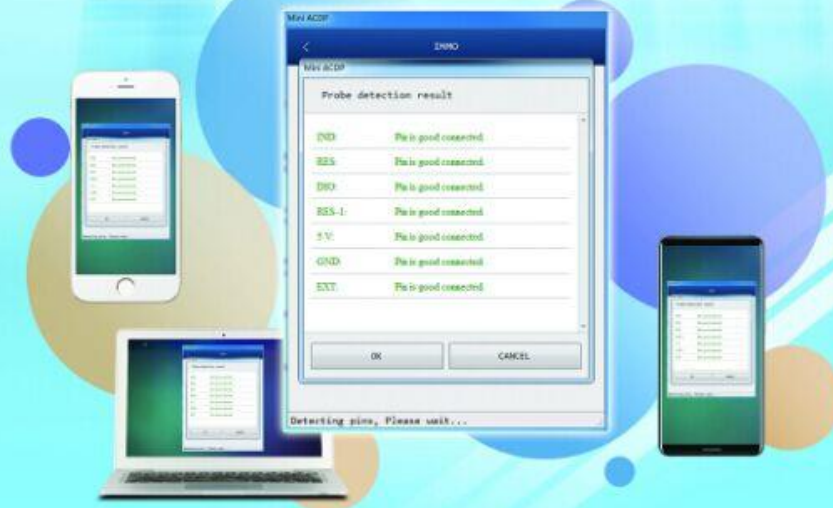 Mini ACDP
IMMO
Mini ACDP
Probe detection result
IND: Pin is good connected.
RES: Pin is good connected.
DIO: Pin is good connected.
RES-1: Pin is good connected.
5 V: Pin is good connected.
GND: Pin is good connected.
EXT: Pin is good connected.
OK CANCEL
Detecting pins, Please wait...